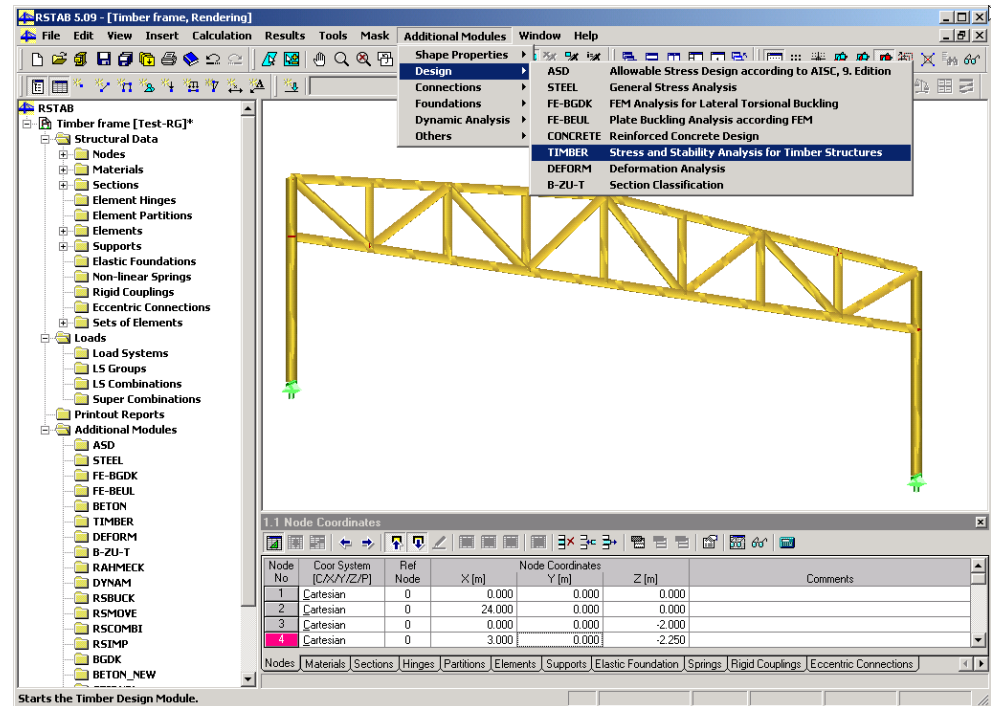 RSTAB 5.09 - [Timber frame, Rendering]
File Edit View Insert Calculation Results Tools Mask Additional Modules Window Help
Shape Properties
Design
Connections
Foundations
Dynamic Analysis
Others
ASD Allowable Stress Design according to AISC, 9. Edition
STEEL General Stress Analysis
FE-BGDK FEM Analysis for Lateral Torsional Buckling
FE-BEUL Plate Buckling Analysis according FEM
CONCRETE Reinforced Concrete Design
TIMBER Stress and Stability Analysis for Timber Structures
DEFORM Deformation Analysis
B-ZU-T Section Classification
RSTAB
Timber frame [Test-RG]*
Structural Data
Nodes
Materials
Sections
Element Hinges
Element Partitions
Elements
Supports
Elastic Foundations
Non-linear Springs
Rigid Couplings
Eccentric Connections
Sets of Elements
Loads
Load Systems
LS Groups
LS Combinations
Super Combinations
Printout Reports
Additional Modules
ASD
STEEL
FE-BGDK
FE-BEUL
BETON
TIMBER
DEFORM
B-ZU-T
RAHMECK
DYNAM
RSBUCK
RSMOVE
RSCOMBI
RSIMP
BGDK
BETON_NEW
1.1 Node Coordinates
Node Coor System Ref Node Coordinates
No [C/X/Y/Z/P] Node X [m] Y [m] Z [m] Comments
1 Cartesian 0 0.000 0.000 0.000
2 Cartesian 0 24.000 0.000 0.000
3 Cartesian 0 0.000 0.000 -2.000
4 Cartesian 0 3.000 0.000 -2.250
Nodes Materials Sections Hinges Partitions Elements Supports Elastic Foundation Springs Rigid Couplings Eccentric Connections
Starts the Timber Design Module.